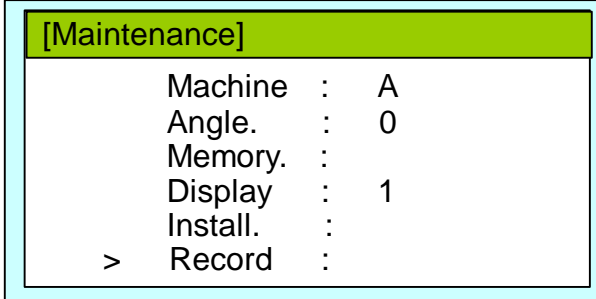 [Maintenance]
Machine : A
Angle. : 0
Memory. :
Display : 1
Install. :
> Record :